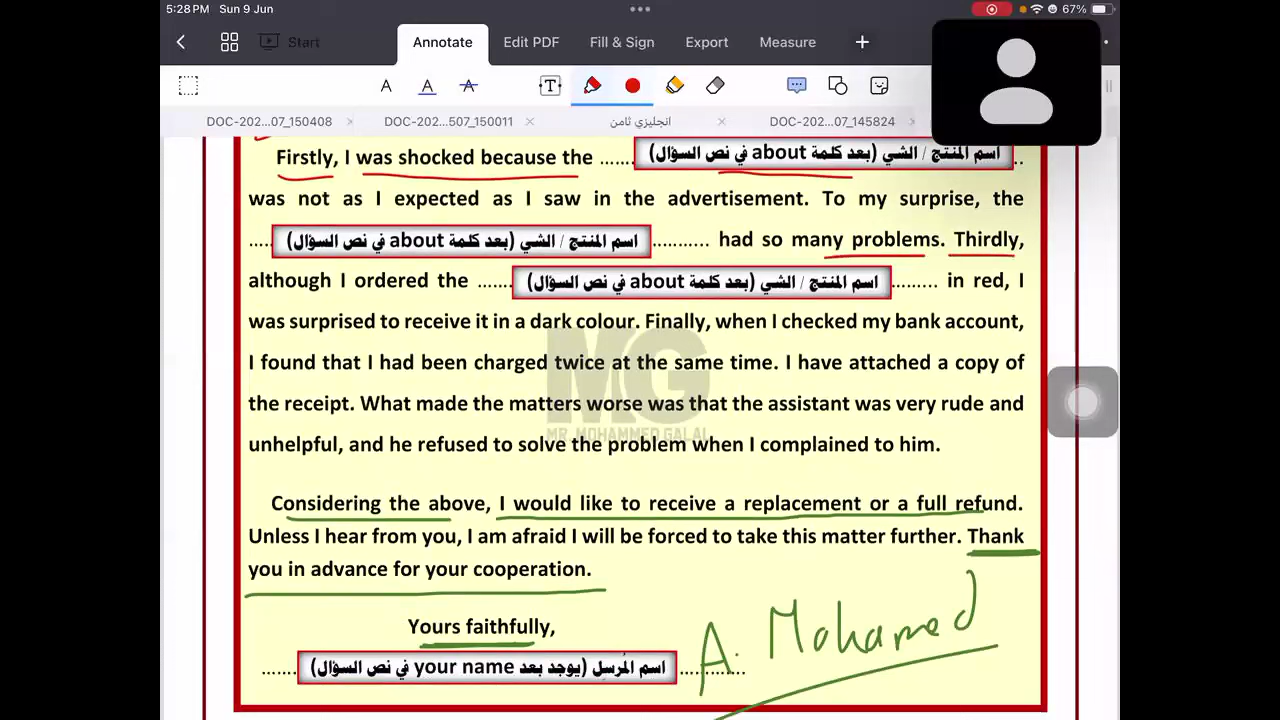 5:28 PM Sun 9 Jun 67%
Start Annotate Edit PDF Fill & Sign Export Measure
DOC-202...07_150408 DOC-202...507_150011 انجليزي ثامن DOC-202...07_145824
Firstly, I was shocked because the ....... اسم المنتج / الشي (بعد كلمة about في نص السؤال) ..
was not as I expected as I saw in the advertisement. To my surprise, the
..... اسم المنتج / الشي (بعد كلمة about في نص السؤال) ........... had so many problems. Thirdly,
although I ordered the ....... اسم المنتج / الشي (بعد كلمة about في نص السؤال) ......... in red, I
was surprised to receive it in a dark colour. Finally, when I checked my bank account,
I found that I had been charged twice at the same time. I have attached a copy of
the receipt. What made the matters worse was that the assistant was very rude and
unhelpful, and he refused to solve the problem when I complained to him.
MG
MR. MOHAMMED GALAL
Considering the above, I would like to receive a replacement or a full refund.
Unless I hear from you, I am afraid I will be forced to take this matter further. Thank
you in advance for your cooperation.
Yours faithfully,
....... اسم المُرسِل (يوجد بعد your name في نص السؤال) .............
A. Mohamed